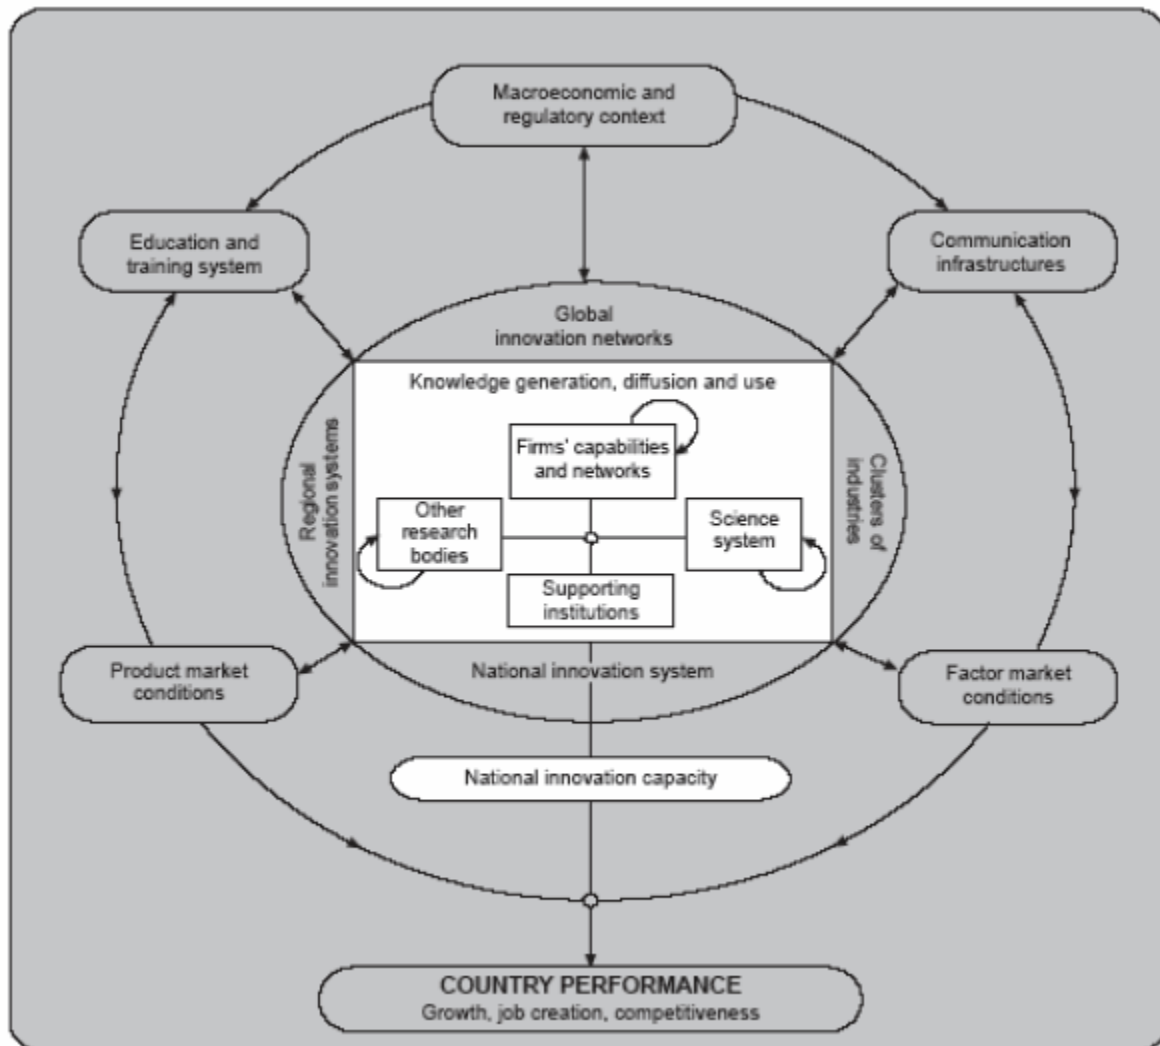 Macroeconomic and
regulatory context
Education and
training system
Communication
infrastructures
Global
innovation networks
Knowledge generation, diffusion and use
Firms' capabilities
and networks
Regional
innovation systems
Clusters of
industries
Other
research
bodies
Science
system
Supporting
institutions
Product market
conditions
National innovation system
Factor market
conditions
National innovation capacity
COUNTRY PERFORMANCE
Growth, job creation, competitiveness